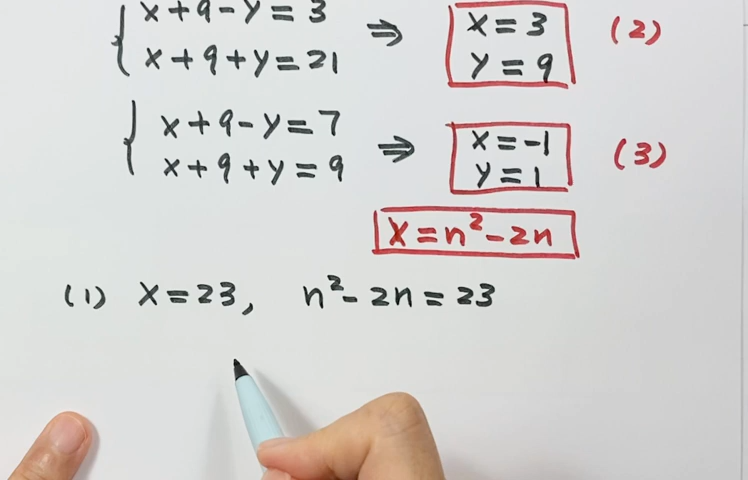 x+9-y=3 ⇒ x=3 (2)
x+9+y=21 y=9
x+9-y=7 ⇒ x=-1 (3)
x+9+y=9 y=1
x=n²-2n
(1) x=23, n²-2n=23